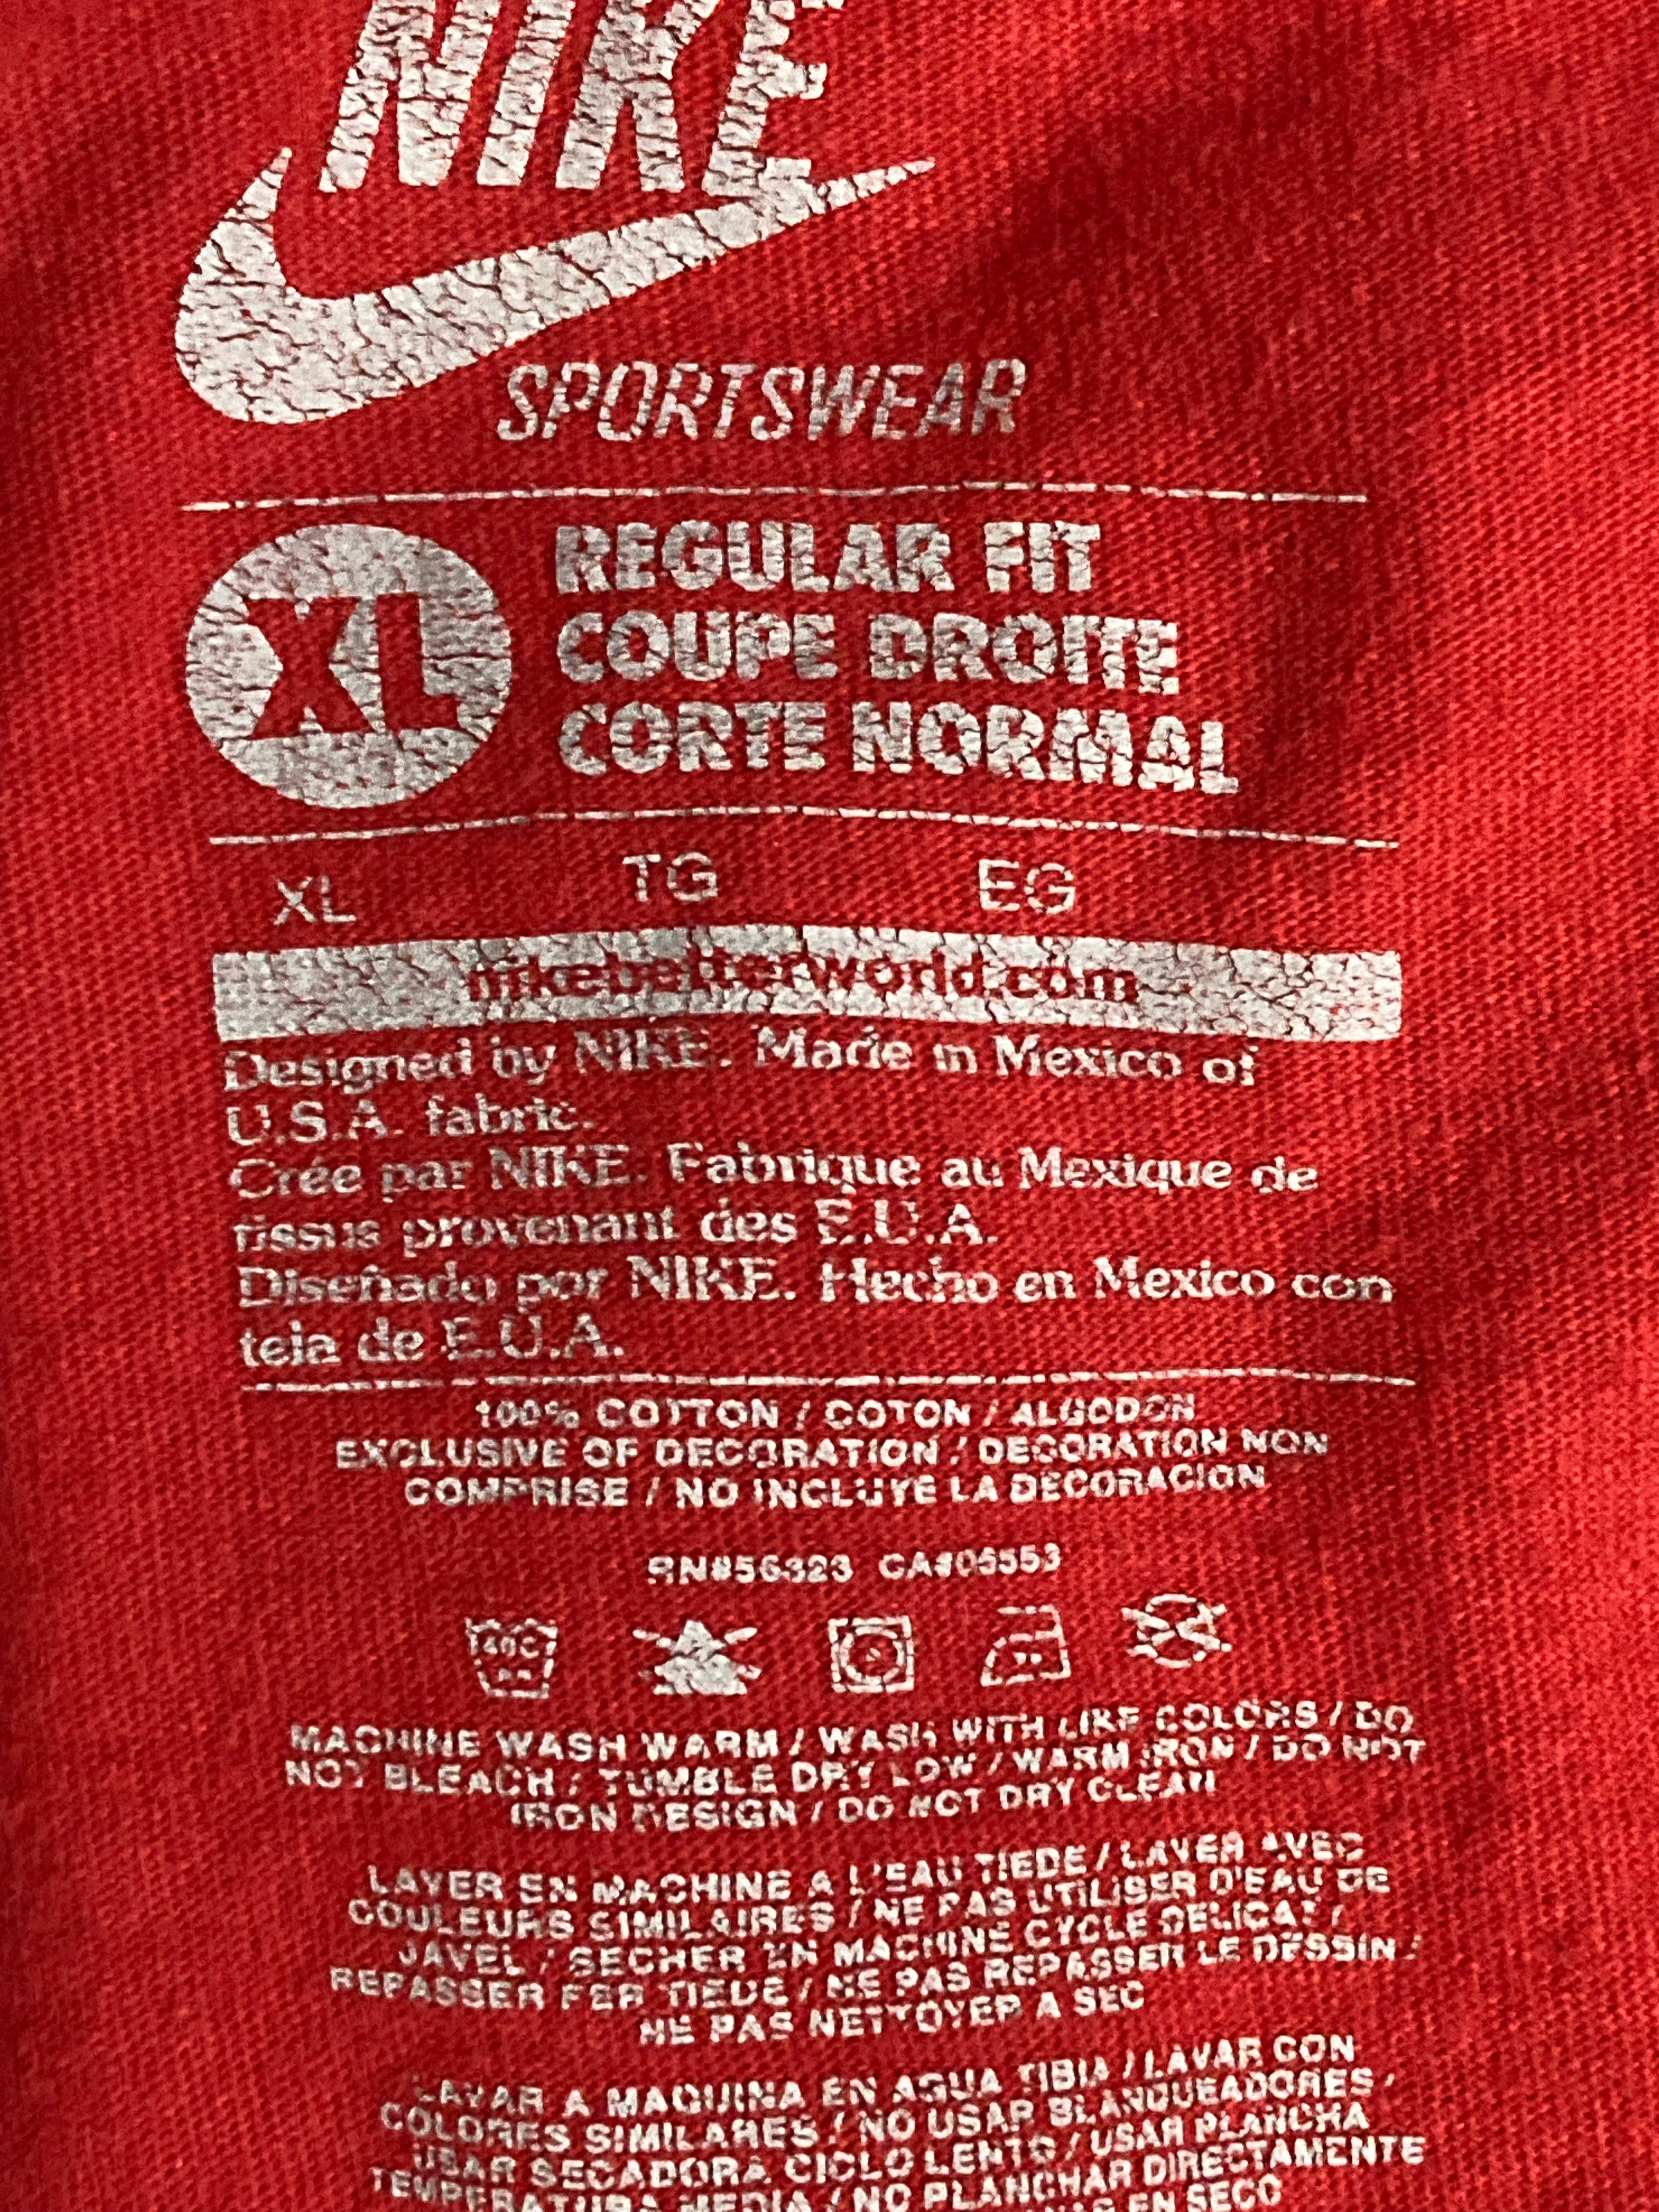 NIKE
SPORTSWEAR
XL
REGULAR FIT
COUPE DROITE
CORTE NORMAL
XL TG EG
nikebetterworld.com
Designed by NIKE. Made in Mexico of
U.S.A. fabric.
Crée par NIKE. Fabrique au Mexique de
tissus provenant des E.U.A.
Diseñado por NIKE. Hecho en Mexico con
tela de E.U.A.
100% COTTON / COTON / ALGODON
EXCLUSIVE OF DECORATION / DECORATION NON
COMPRISE / NO INCLUYE LA DECORACION
RN#56323 CA#05553
40C
MACHINE WASH WARM / WASH WITH LIKE COLORS / DO
NOT BLEACH / TUMBLE DRY LOW / WARM IRON / DO NOT
IRON DESIGN / DO NOT DRY CLEAN
LAVER EN MACHINE A L'EAU TIEDE / LAVER AVEC
COULEURS SIMILAIRES / NE PAS UTILISER D'EAU DE
JAVEL / SECHER EN MACHINE CYCLE DELICAT /
REPASSER FER TIEDE / NE PAS REPASSER LE DESSIN /
NE PAS NETTOYER A SEC
LAVAR A MAQUINA EN AGUA TIBIA / LAVAR CON
COLORES SIMILARES / NO USAR BLANQUEADORES /
USAR SECADORA CICLO LENTO / USAR PLANCHA
TEMPERATURA MEDIA / NO PLANCHAR DIRECTAMENTE
EN SECO